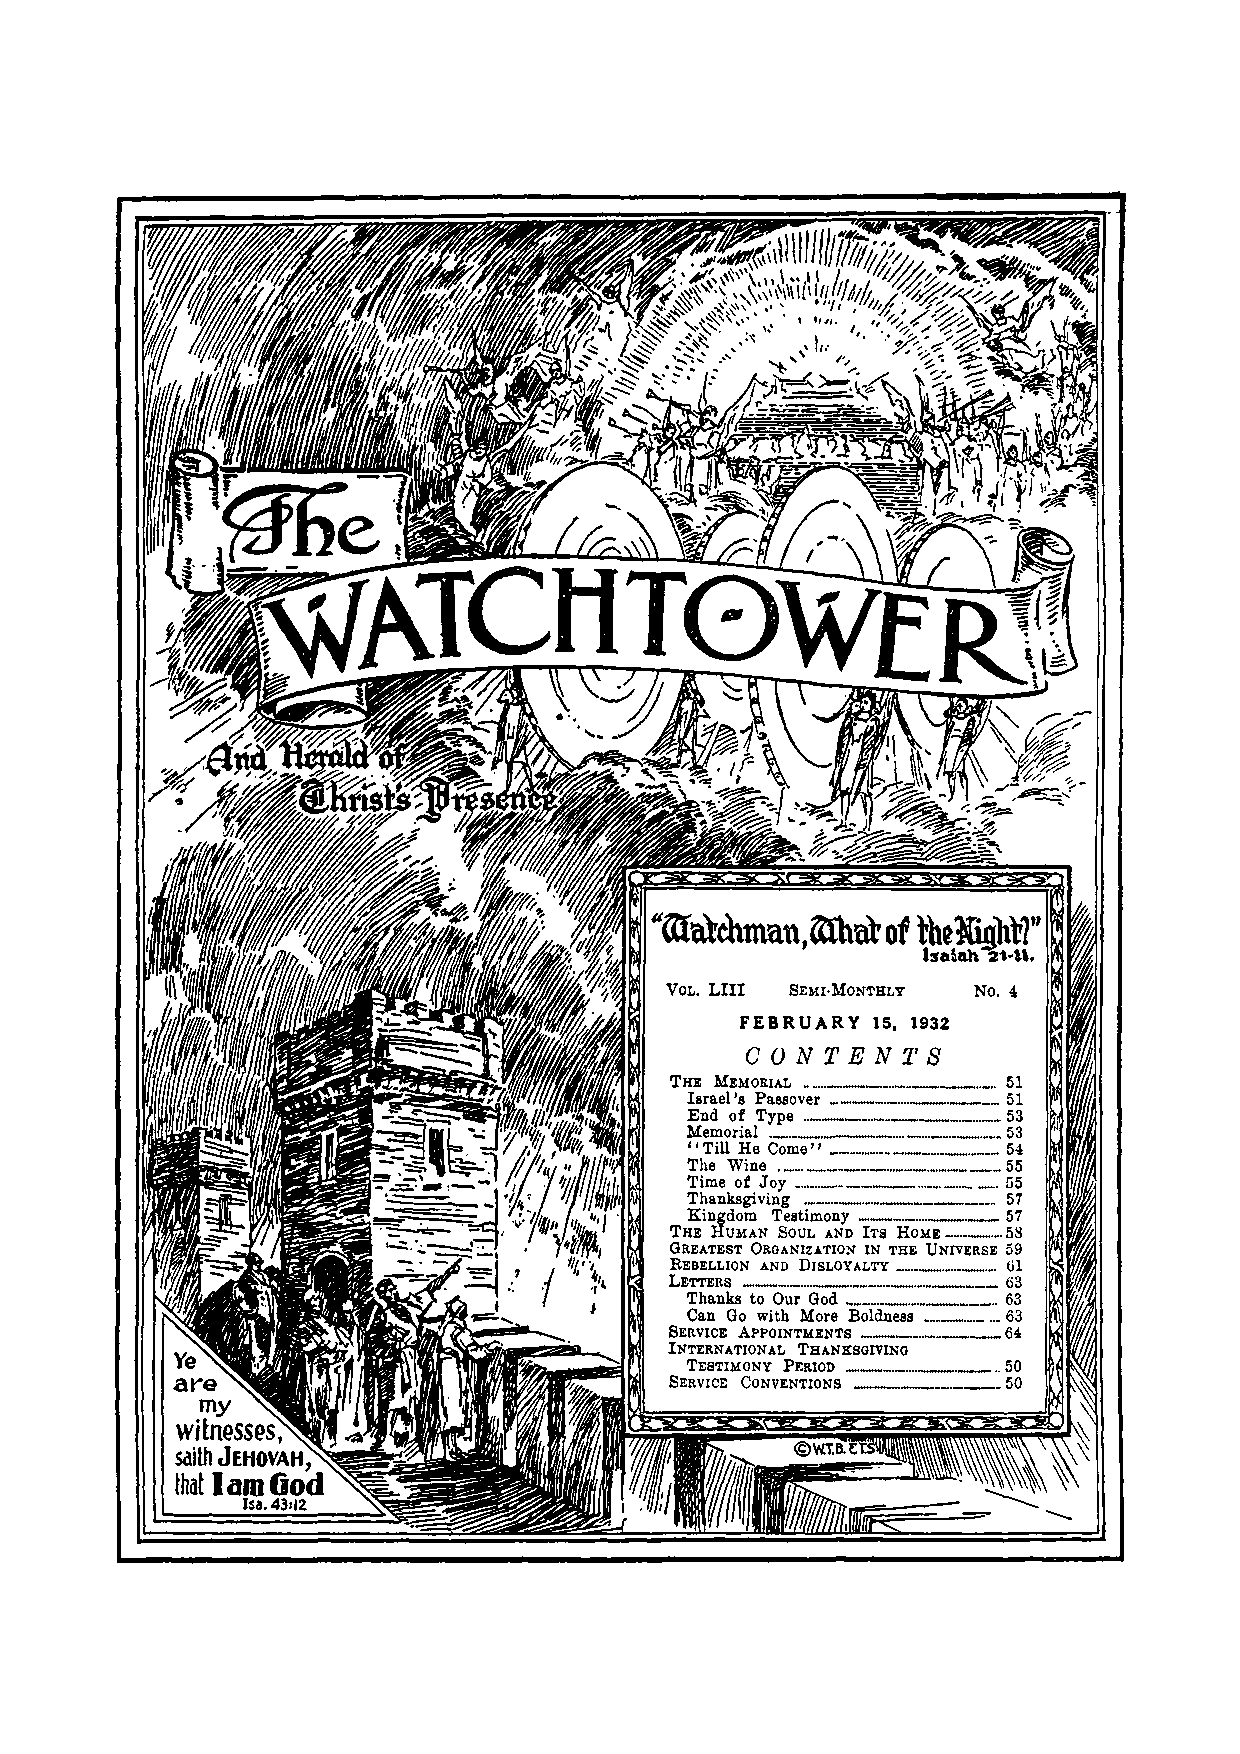 The
WATCHTOWER
And Herald of
Christ's Presence
"Watchman, What of the Night?"
Isaiah 21-11.
VOL. LIII SEMI-MONTHLY NO. 4
FEBRUARY 15, 1932
CONTENTS
THE MEMORIAL 51
Israel's Passover 51
End of Type 53
Memorial 53
"Till He Come" 54
The Wine 55
Time of Joy 55
Thanksgiving 57
Kingdom Testimony 57
THE HUMAN SOUL AND ITS HOME 58
GREATEST ORGANIZATION IN THE UNIVERSE 59
REBELLION AND DISLOYALTY 61
LETTERS 63
Thanks to Our God 63
Can Go with More Boldness 63
SERVICE APPOINTMENTS 64
INTERNATIONAL THANKSGIVING
TESTIMONY PERIOD 50
SERVICE CONVENTIONS 50
Ye
are
my
witnesses,
saith JEHOVAH,
that I am God
Isa. 43:12
©W.T.B. & T.S.